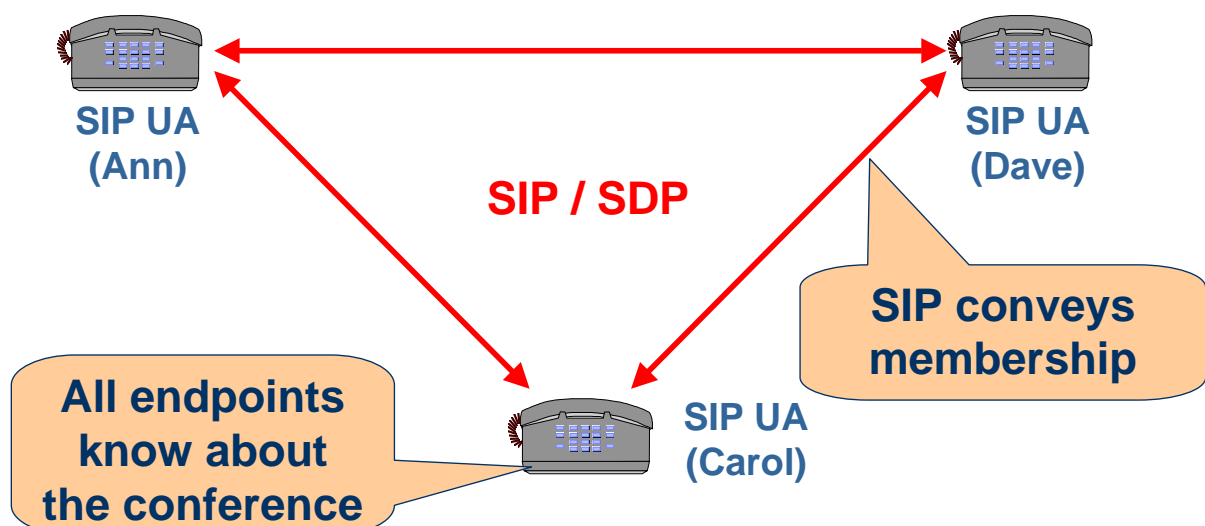 SIP UA
(Ann)
SIP UA
(Dave)
SIP / SDP
SIP conveys
membership
All endpoints
know about
the conference
SIP UA
(Carol)